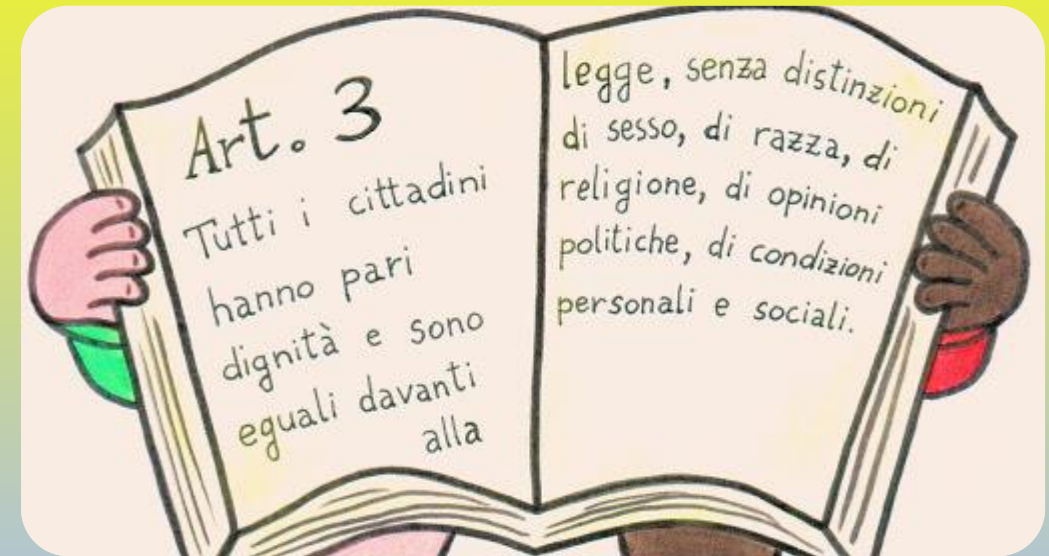 Art. 3
Tutti i cittadini
hanno pari
dignità e sono
eguali davanti
alla
legge, senza distinzioni
di sesso, di razza, di
religione, di opinioni
politiche, di condizioni
personali e sociali.